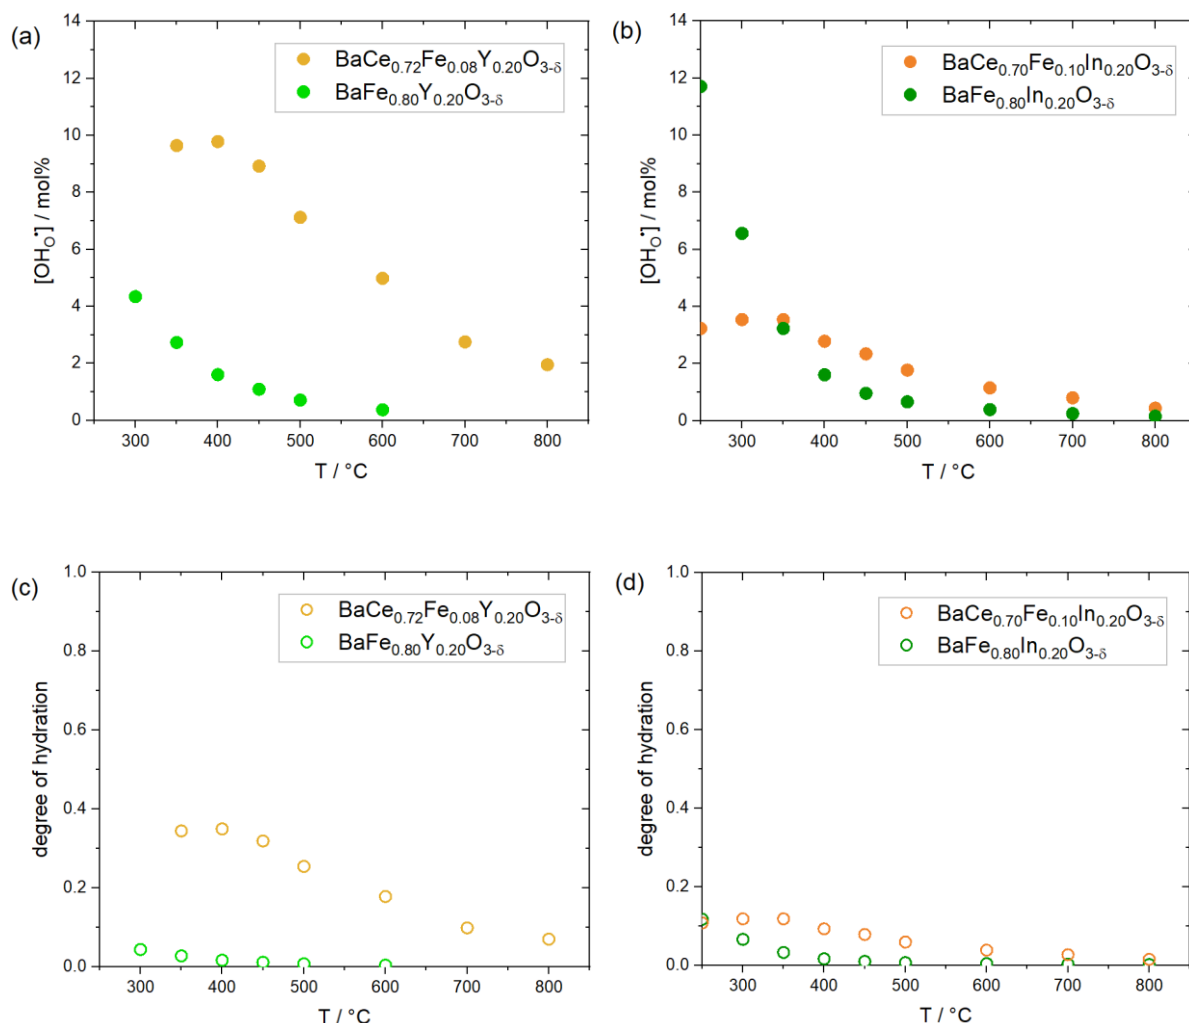 (a)
BaCe0.72Fe0.08Y0.20O3-δ
BaFe0.80Y0.20O3-δ
14
12
10
8
6
4
2
0
[OHO•] / mol%
300 400 500 600 700 800
T / °C
(b)
BaCe0.70Fe0.10In0.20O3-δ
BaFe0.80In0.20O3-δ
14
12
10
8
6
4
2
0
[OHO•] / mol%
300 400 500 600 700 800
T / °C
(c)
BaCe0.72Fe0.08Y0.20O3-δ
BaFe0.80Y0.20O3-δ
1.0
0.8
0.6
0.4
0.2
0.0
degree of hydration
300 400 500 600 700 800
T / °C
(d)
BaCe0.70Fe0.10In0.20O3-δ
BaFe0.80In0.20O3-δ
1.0
0.8
0.6
0.4
0.2
0.0
degree of hydration
300 400 500 600 700 800
T / °C